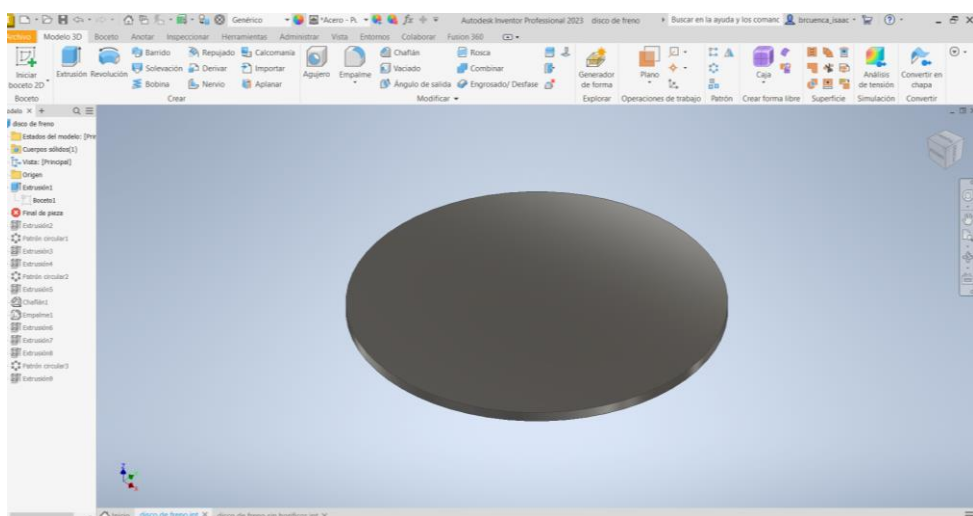 Genérico
*Acero - Pu
Autodesk Inventor Professional 2023 disco de freno
Buscar en la ayuda y los comanc
brcuenca_isaac
Archivo Modelo 3D Boceto Anotar Inspeccionar Herramientas Administrar Vista Entornos Colaborar Fusion 360
Iniciar boceto 2D
Extrusión
Revolución
Barrido
Solevación
Bobina
Repujado
Derivar
Nervio
Calcomanía
Importar
Aplanar
Agujero
Empalme
Chaflán
Vaciado
Ángulo de salida
Rosca
Combinar
Engrosado/ Desfase
Generador de forma
Plano
Caja
Análisis de tensión
Convertir en chapa
Boceto Crear Modificar Explorar Operaciones de trabajo Patrón Crear forma libre Superficie Simulación Convertir
disco de freno
Estados del modelo: [Prin
Cuerpos sólidos(1)
Vista: [Principal]
Origen
Extrusión1
Boceto1
Final de pieza
Extrusión2
Patrón circular1
Extrusión3
Extrusión4
Patrón circular2
Extrusión5
Chaflán1
Empalme1
Extrusión6
Extrusión7
Extrusión8
Patrón circular3
Extrusión9
Inicio disco de freno.ipt